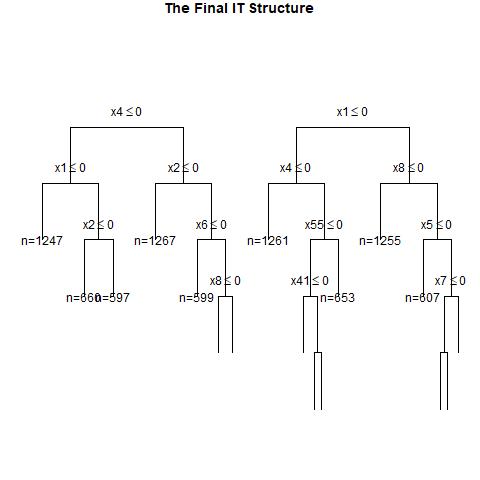 The Final IT Structure
x4 ≤ 0
x1 ≤ 0
x1 ≤ 0
x2 ≤ 0
x4 ≤ 0
x8 ≤ 0
x2 ≤ 0
x6 ≤ 0
x55 ≤ 0
x5 ≤ 0
n=1247
n=1267
n=1261
n=1255
x8 ≤ 0
x41 ≤ 0
x7 ≤ 0
n=660
n=597
n=599
n=653
n=607